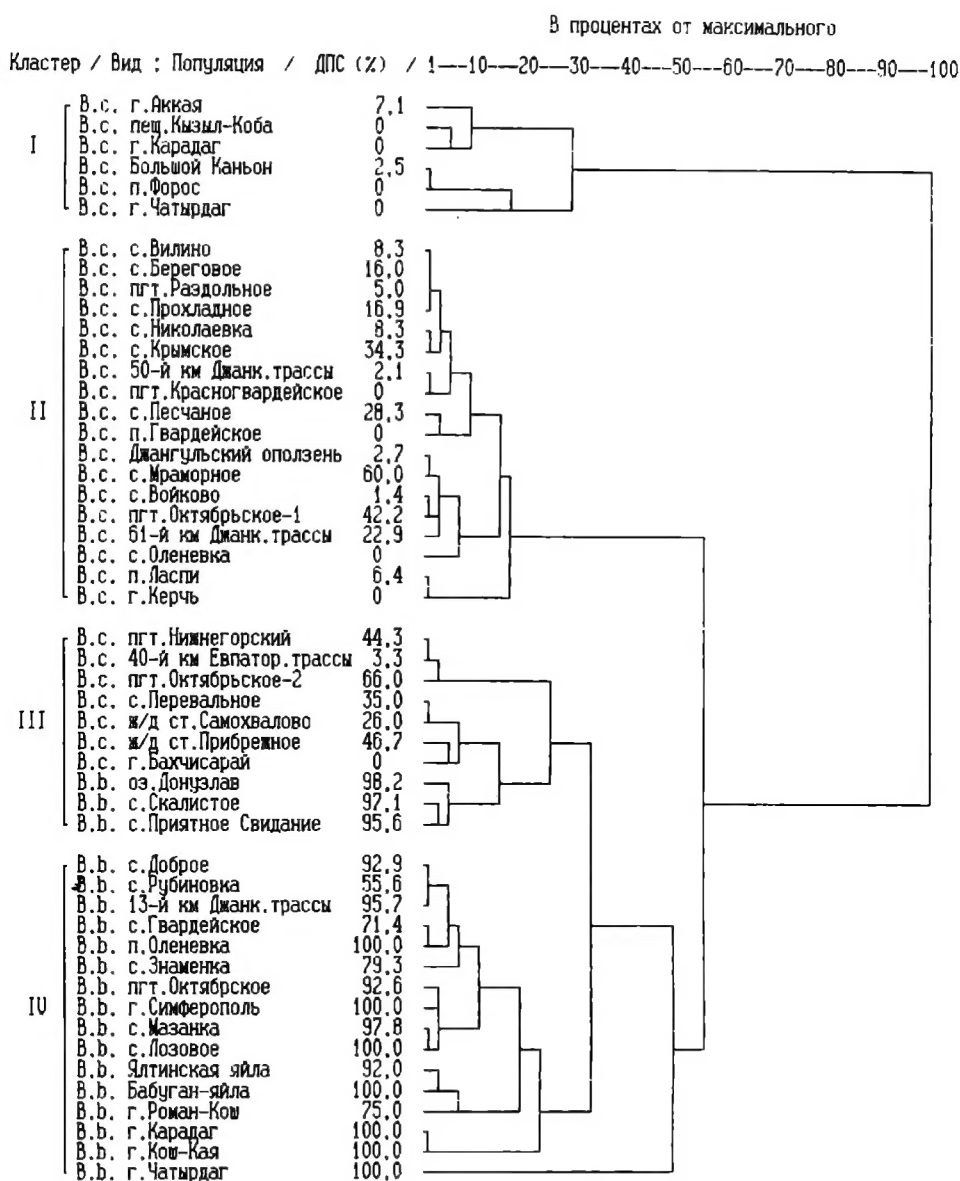 В процентах от максимального
Кластер / Вид : Популяция / ДПС (%) / 1---10---20---30---40---50---60---70---80---90---100
B.c. г.Аккая 7,1
B.c. пещ.Кызыл-Коба 0
I B.c. г.Карадаг 0
B.c. Большой Каньон 2,5
B.c. п.Форос 0
B.c. г.Чатырдаг 0
B.c. с.Вилино 8,3
B.c. с.Береговое 16,0
B.c. пгт.Раздольное 5,0
B.c. с.Прохладное 16,9
B.c. с.Николаевка 8,3
B.c. с.Крымское 34,3
B.c. 50-й км Джанк.трассы 2,1
B.c. пгт.Красногвардейское 0
II B.c. с.Песчаное 28,3
B.c. п.Гвардейское 0
B.c. Джангульский оползень 2,7
B.c. с.Мраморное 60,0
B.c. с.Войково 1,4
B.c. пгт.Октябрьское-1 42,2
B.c. 61-й км Джанк.трассы 22,9
B.c. с.Оленевка 0
B.c. п.Ласпи 6,4
B.c. г.Керчь 0
B.c. пгт.Нижнегорский 44,3
B.c. 40-й км Евпатор.трассы 3,3
B.c. пгт.Октябрьское-2 66,0
B.c. с.Перевальное 35,0
III B.c. ж/д ст.Самохвалово 26,0
B.c. ж/д ст.Прибрежное 46,7
B.c. г.Бахчисарай 0
B.b. оз.Донузлав 98,2
B.b. с.Скалистое 97,1
B.b. с.Приятное Свидание 95,6
B.b. с.Доброе 92,9
B.b. с.Рубиновка 55,6
B.b. 13-й км Джанк.трассы 95,7
B.b. с.Гвардейское 71,4
B.b. п.Оленевка 100,0
B.b. с.Знаменка 79,3
B.b. пгт.Октябрское 92,6
IU B.b. г.Симферополь 100,0
B.b. с.Мазанка 97,8
B.b. с.Лозовое 100,0
B.b. Ялтинская яйла 92,0
B.b. Бабуган-яйла 100,0
B.b. г.Роман-Кош 75,0
B.b. г.Карадаг 100,0
B.b. г.Кош-Кая 100,0
B.b. г.Чатырдаг 100,0